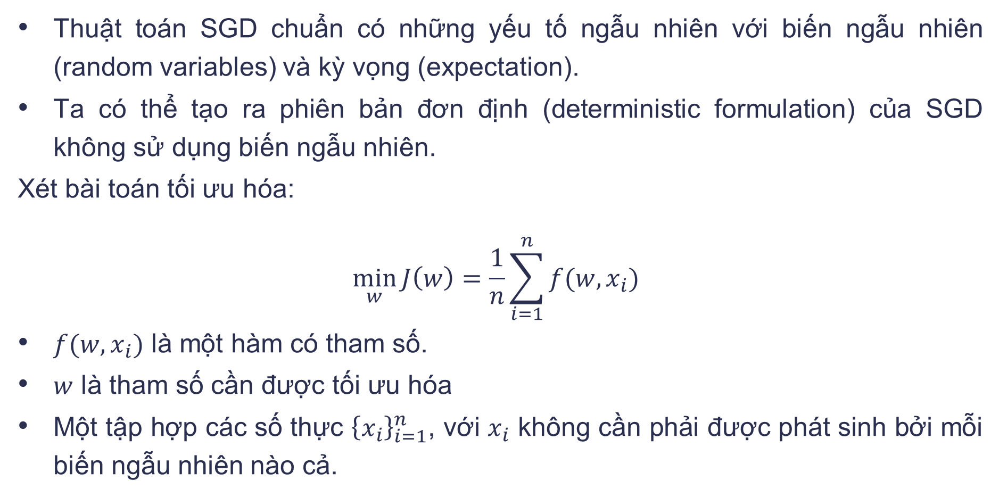 • Thuật toán SGD chuẩn có những yếu tố ngẫu nhiên với biến ngẫu nhiên
(random variables) và kỳ vọng (expectation).
• Ta có thể tạo ra phiên bản đơn định (deterministic formulation) của SGD
không sử dụng biến ngẫu nhiên.
Xét bài toán tối ưu hóa:
$\min_{w} J(w) = \frac{1}{n} \sum_{i=1}^{n} f(w, x_i)$
• $f(w, x_i)$ là một hàm có tham số.
• $w$ là tham số cần được tối ưu hóa
• Một tập hợp các số thực $\{x_i\}_{i=1}^{n}$, với $x_i$ không cần phải được phát sinh bởi mỗi
biến ngẫu nhiên nào cả.